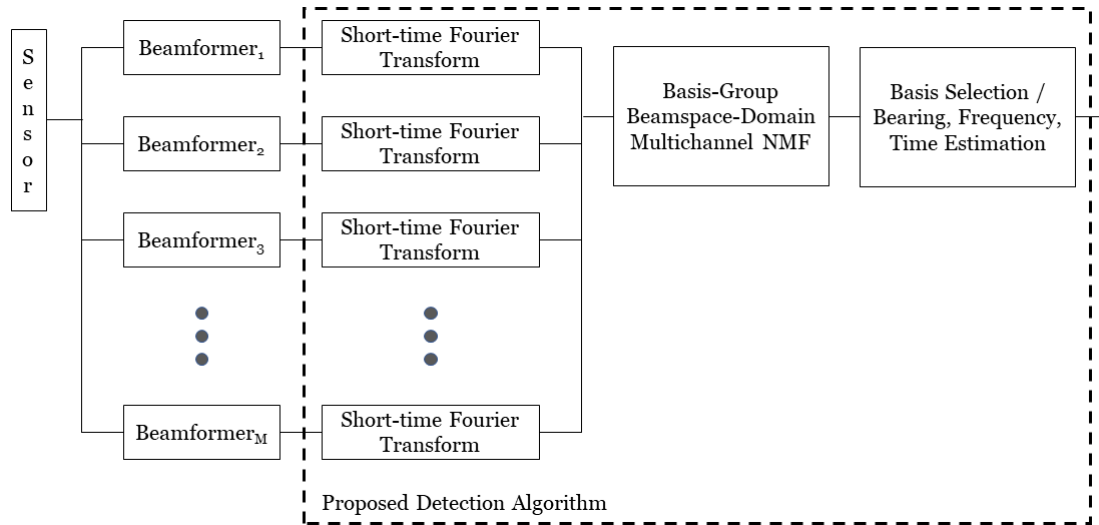 Sensor
Beamformer₁
Short-time Fourier
Transform
Beamformer₂
Short-time Fourier
Transform
Beamformer₃
Short-time Fourier
Transform
Beamformer_M
Short-time Fourier
Transform
Basis-Group
Beamspace-Domain
Multichannel NMF
Basis Selection /
Bearing, Frequency,
Time Estimation
Proposed Detection Algorithm